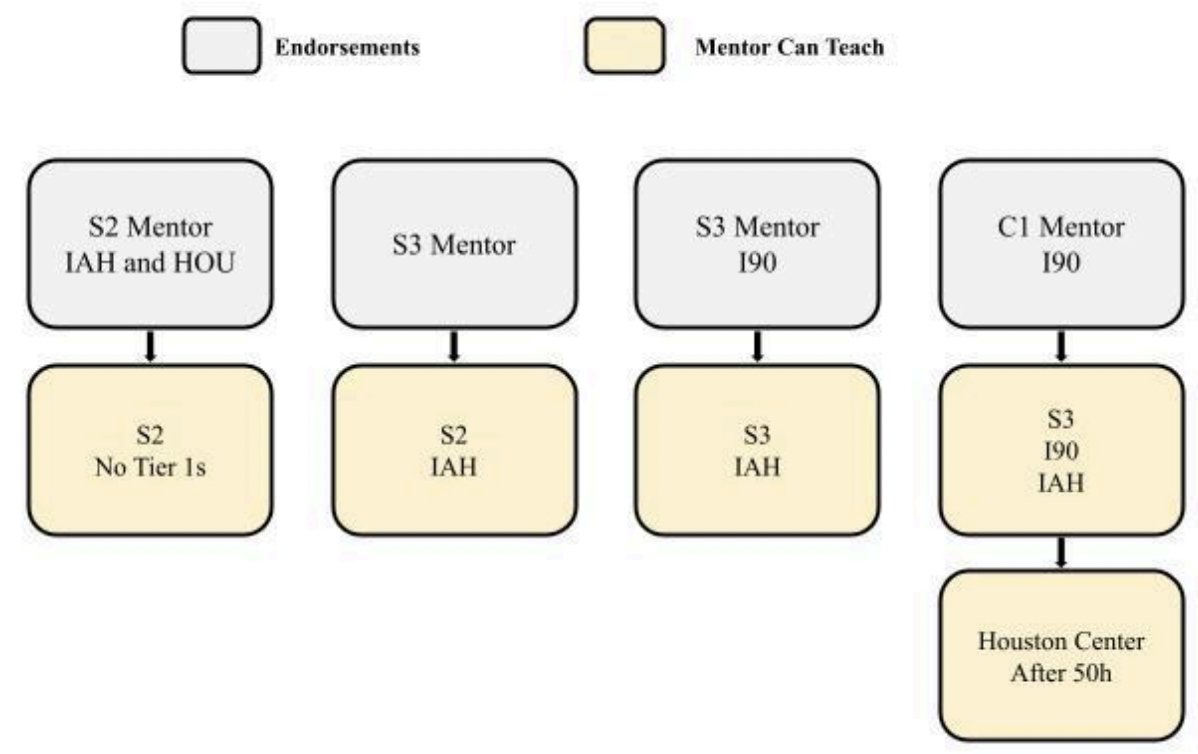 Endorsements
Mentor Can Teach
S2 Mentor
IAH and HOU
S3 Mentor
S3 Mentor
I90
C1 Mentor
I90
S2
No Tier 1s
S2
IAH
S3
IAH
S3
I90
IAH
Houston Center
After 50h